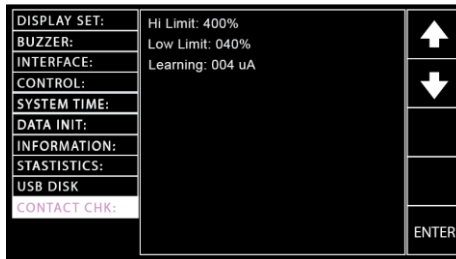 DISPLAY SET:
BUZZER:
INTERFACE:
CONTROL:
SYSTEM TIME:
DATA INIT:
INFORMATION:
STASTISTICS:
USB DISK
CONTACT CHK:
Hi Limit: 400%
Low Limit: 040%
Learning: 004 uA
ENTER